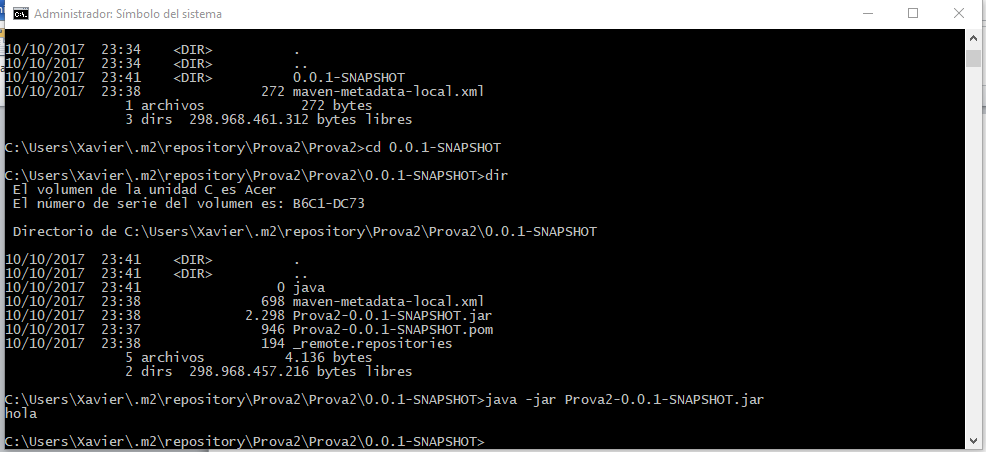 Administrador: Símbolo del sistema
10/10/2017  23:34    <DIR>          .
10/10/2017  23:34    <DIR>          ..
10/10/2017  23:41    <DIR>          0.0.1-SNAPSHOT
10/10/2017  23:38               272 maven-metadata-local.xml
               1 archivos            272 bytes
               3 dirs  298.968.461.312 bytes libres
C:\Users\Xavier\.m2\repository\Prova2\Prova2>cd 0.0.1-SNAPSHOT
C:\Users\Xavier\.m2\repository\Prova2\Prova2\0.0.1-SNAPSHOT>dir
 El volumen de la unidad C es Acer
 El número de serie del volumen es: B6C1-DC73
 Directorio de C:\Users\Xavier\.m2\repository\Prova2\Prova2\0.0.1-SNAPSHOT
10/10/2017  23:41    <DIR>          .
10/10/2017  23:41    <DIR>          ..
10/10/2017  23:41                 0 java
10/10/2017  23:38               698 maven-metadata-local.xml
10/10/2017  23:38             2.298 Prova2-0.0.1-SNAPSHOT.jar
10/10/2017  23:37               946 Prova2-0.0.1-SNAPSHOT.pom
10/10/2017  23:38               194 _remote.repositories
               5 archivos          4.136 bytes
               2 dirs  298.968.457.216 bytes libres
C:\Users\Xavier\.m2\repository\Prova2\Prova2\0.0.1-SNAPSHOT>java -jar Prova2-0.0.1-SNAPSHOT.jar
hola
C:\Users\Xavier\.m2\repository\Prova2\Prova2\0.0.1-SNAPSHOT>